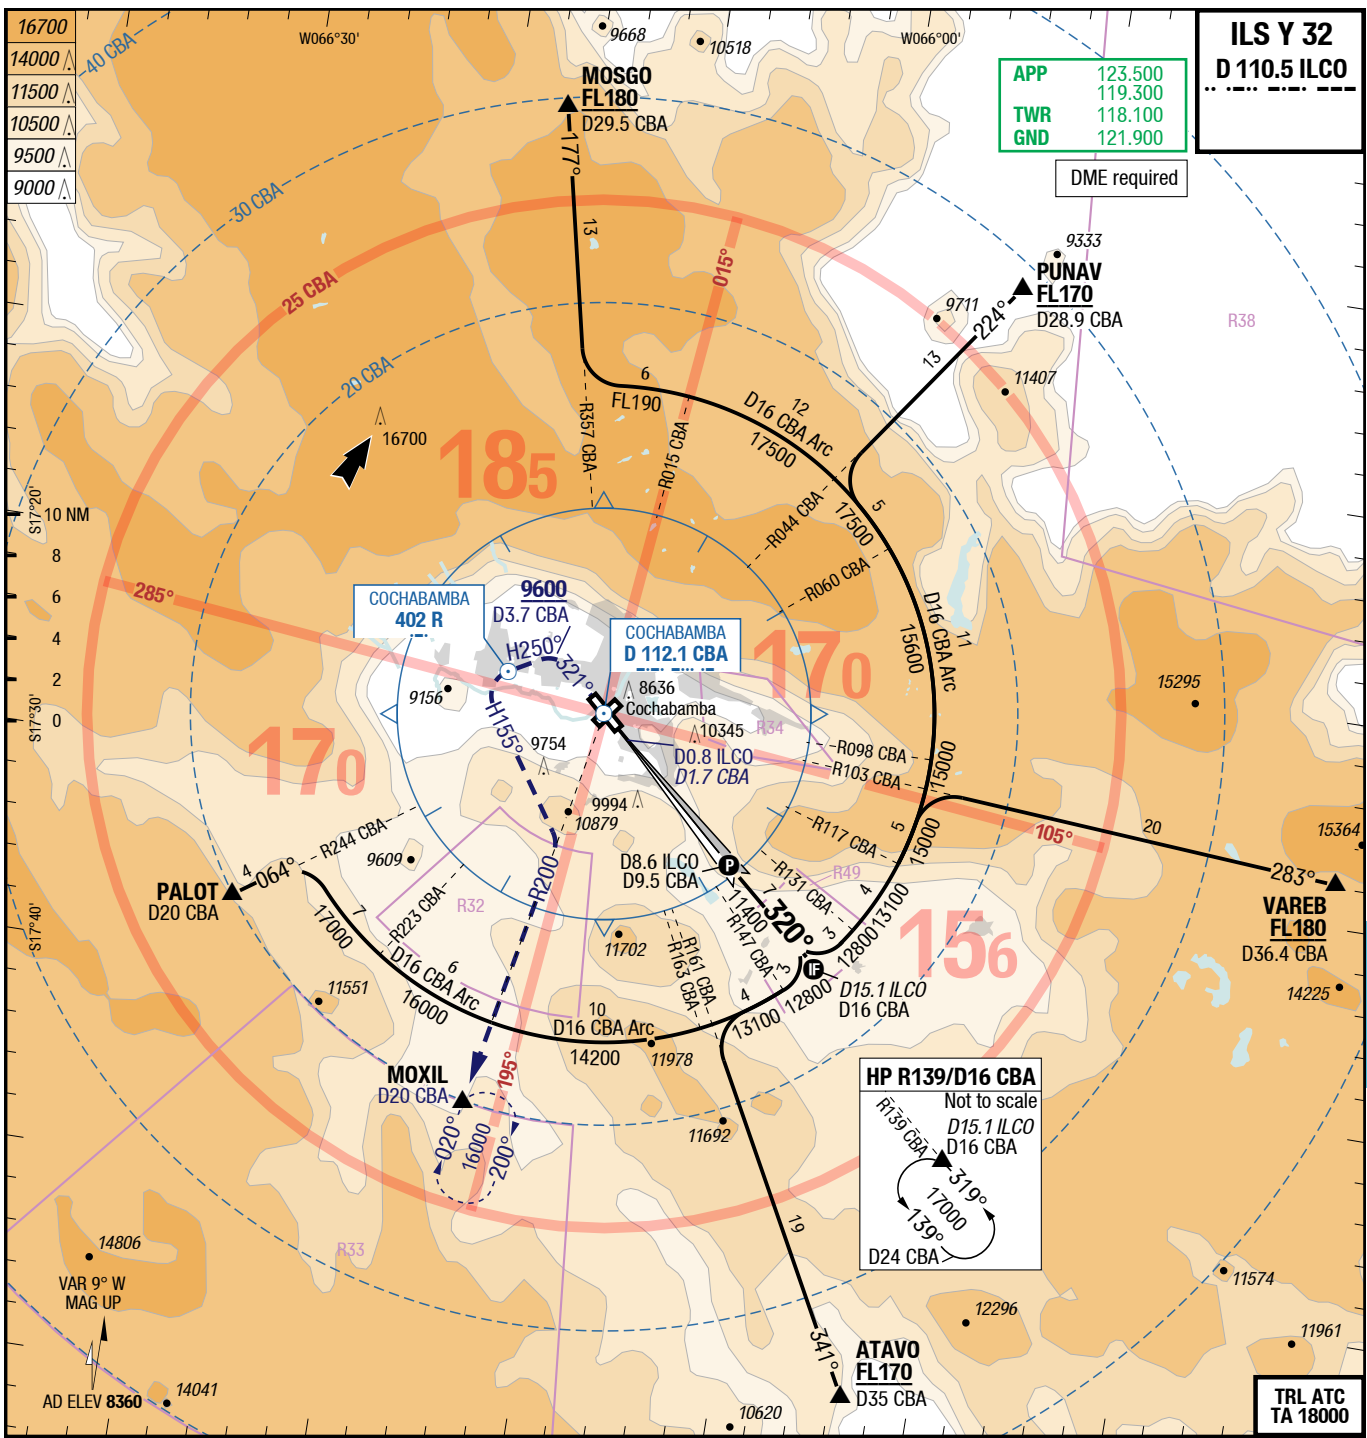 16700
14000
11500
10500
9500
9000
40 CBA
W066°30'
9668
10518
W066°00'
ILS Y 32
D 110.5 ILCO
APP 123.500
119.300
TWR 118.100
GND 121.900
DME required
MOSGO
FL180
D29.5 CBA
177°
13
30 CBA
25 CBA
20 CBA
015°
9333
PUNAV
FL170
D28.9 CBA
9711
224°
13
R38
11407
6
FL190
12
D16 CBA Arc
17500
R357 CBA
R015 CBA
16700
185
S17°20'
10 NM
8
6
4
2
0
S17°30'
S17°40'
R044 CBA
5
17500
R060 CBA
D16 CBA Arc
11
15600
285°
COCHABAMBA
402 R
9600
D3.7 CBA
H250°
321°
COCHABAMBA
D 112.1 CBA
170
15295
9156
8636
Cochabamba
H155°
10345
R34
D0.8 ILCO
D1.7 CBA
R098 CBA
R103 CBA
15000
170
9754
9994
10879
R117 CBA
5
15000
105°
20
15364
283°
VAREB
FL180
D36.4 CBA
14225
R244 CBA
4
064°
PALOT
D20 CBA
9609
R200
D8.6 ILCO
D9.5 CBA
P
7
R131 CBA
R49
4
13100
11400
320°
R147 CBA
3
12800
156
IF
D15.1 ILCO
D16 CBA
R223 CBA
R32
7
17000
11702
R161 CBA
R163 CBA
3
12800
4
13100
6
D16 CBA Arc
16000
11551
10
D16 CBA Arc
14200
11978
195°
MOXIL
D20 CBA
020°
16000
200°
11692
HP R139/D16 CBA
Not to scale
D15.1 ILCO
D16 CBA
R139 CBA
319°
17000
139°
D24 CBA
19
R33
14806
VAR 9° W
MAG UP
AD ELEV 8360
14041
341°
ATAVO
FL170
D35 CBA
10620
12296
11574
11961
TRL ATC
TA 18000